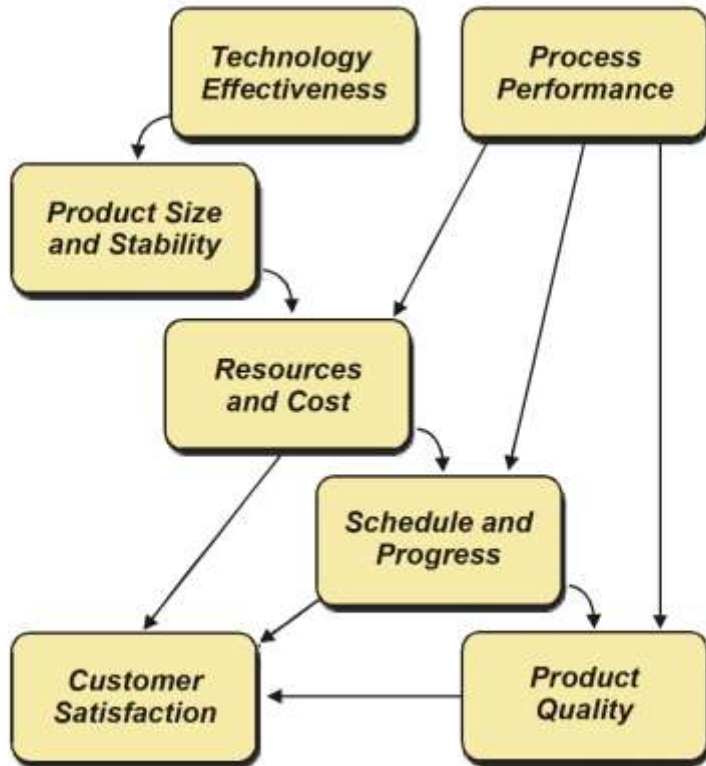 Technology
Effectiveness
Process
Performance
Product Size
and Stability
Resources
and Cost
Schedule and
Progress
Customer
Satisfaction
Product
Quality